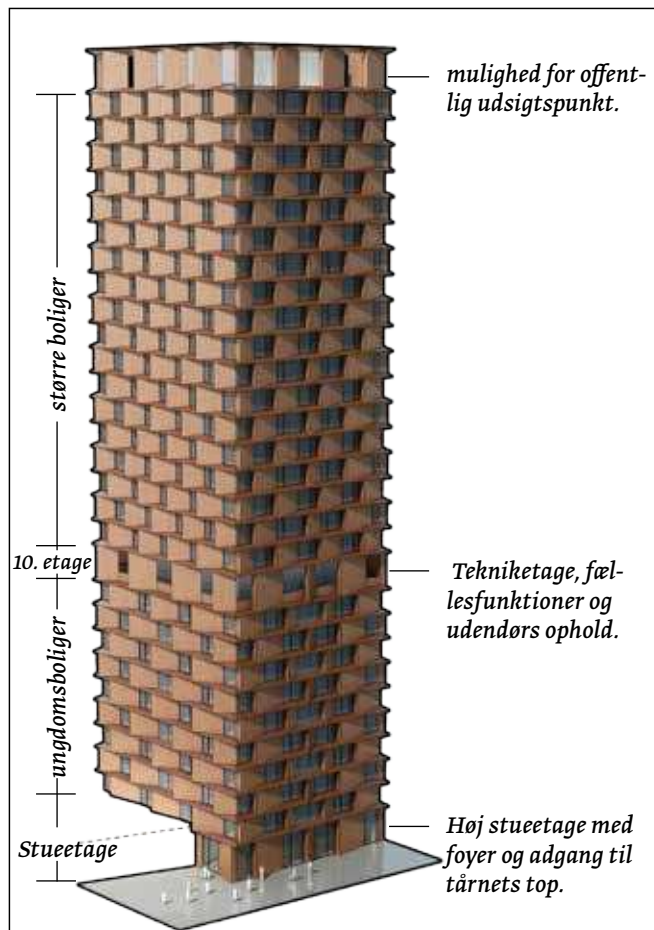 mulighed for offent-
lig udsigtspunkt.
større boliger
10. etage
Tekniketage, fæl-
lesfunktioner og
udendørs ophold.
ungdomsboliger
Stueetage
Høj stueetage med
foyer og adgang til
tårnets top.